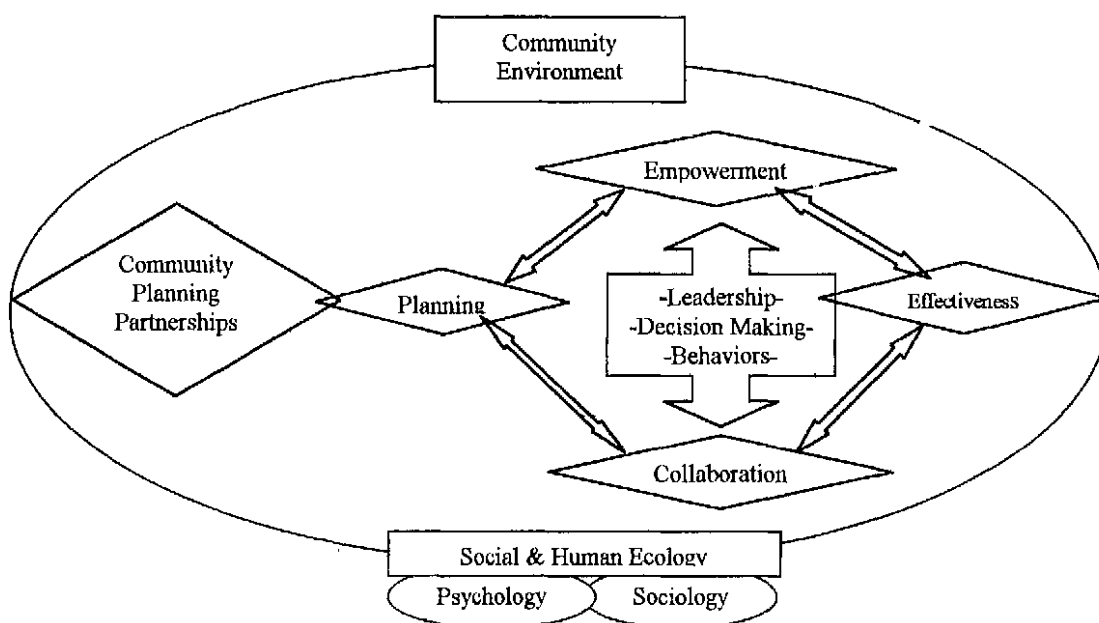 Community
Environment
Empowerment
Community
Planning
Partnerships
Planning
-Leadership-
-Decision Making-
-Behaviors-
Effectiveness
Collaboration
Social & Human Ecology
Psychology
Sociology